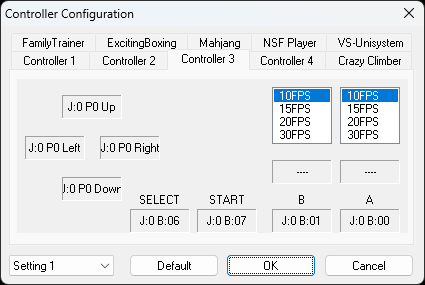 Controller Configuration
FamilyTrainer ExcitingBoxing Mahjang NSF Player VS-Unisystem
Controller 1 Controller 2 Controller 3 Controller 4 Crazy Climber
J:0 P0 Up
J:0 P0 Left
J:0 P0 Right
J:0 P0 Down
10FPS
15FPS
20FPS
30FPS
10FPS
15FPS
20FPS
30FPS
---- ----
SELECT START B A
J:0 B:06 J:0 B:07 J:0 B:01 J:0 B:00
Setting 1 Default OK Cancel